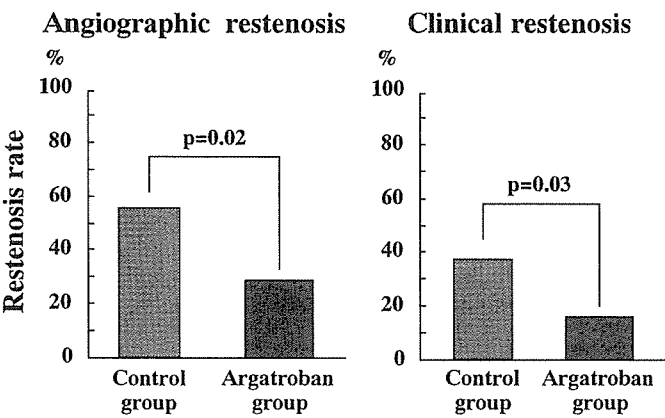 Angiographic restenosis
Clinical restenosis
%
%
100
80
60
40
20
0
Restenosis rate
p=0.02
Control
group
Argatroban
group
100
80
60
40
20
0
p=0.03
Control
group
Argatroban
group